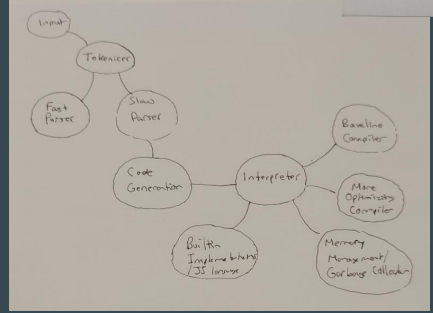 Input
Tokenizer
Fast
Parser
Slow
Parser
Code
Generation
Interpreter
Baseline
Compiler
More
Optimizing
Compiler
Memory
Management/
Garbage Collection
Builtin
Implementations
/JS